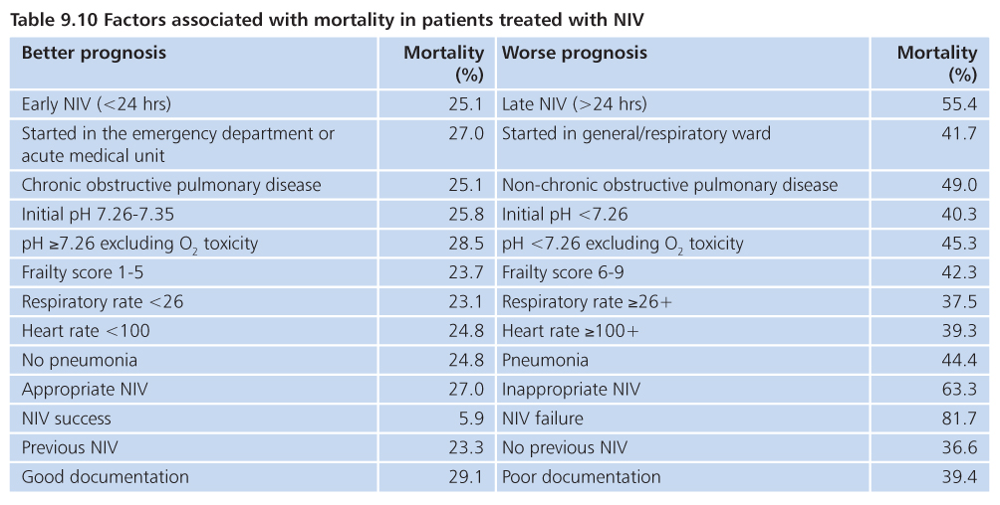 Table 9.10 Factors associated with mortality in patients treated with NIV
Better prognosis Mortality (%) Worse prognosis Mortality (%)
Early NIV (<24 hrs) 25.1 Late NIV (>24 hrs) 55.4
Started in the emergency department or acute medical unit 27.0 Started in general/respiratory ward 41.7
Chronic obstructive pulmonary disease 25.1 Non-chronic obstructive pulmonary disease 49.0
Initial pH 7.26-7.35 25.8 Initial pH <7.26 40.3
pH ≥7.26 excluding O₂ toxicity 28.5 pH <7.26 excluding O₂ toxicity 45.3
Frailty score 1-5 23.7 Frailty score 6-9 42.3
Respiratory rate <26 23.1 Respiratory rate ≥26+ 37.5
Heart rate <100 24.8 Heart rate ≥100+ 39.3
No pneumonia 24.8 Pneumonia 44.4
Appropriate NIV 27.0 Inappropriate NIV 63.3
NIV success 5.9 NIV failure 81.7
Previous NIV 23.3 No previous NIV 36.6
Good documentation 29.1 Poor documentation 39.4